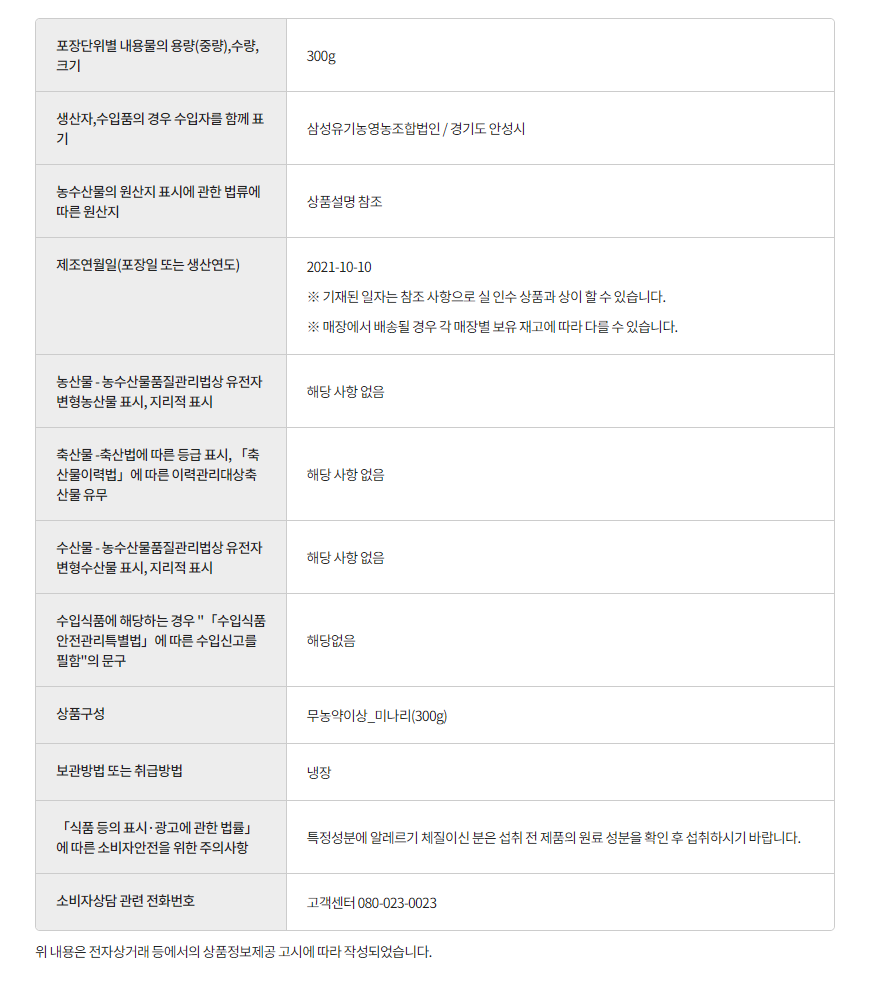 포장단위별 내용물의 용량(중량),수량,
크기
300g
생산자,수입품의 경우 수입자를 함께 표
기
삼성유기농영농조합법인 / 경기도 안성시
농수산물의 원산지 표시에 관한 법류에
따른 원산지
상품설명 참조
제조연월일(포장일 또는 생산연도)
2021-10-10
※ 기재된 일자는 참조 사항으로 실 인수 상품과 상이 할 수 있습니다.
※ 매장에서 배송될 경우 각 매장별 보유 재고에 따라 다를 수 있습니다.
농산물 - 농수산물품질관리법상 유전자
변형농산물 표시, 지리적 표시
해당 사항 없음
축산물 -축산법에 따른 등급 표시, 「축
산물이력법」에 따른 이력관리대상축
산물 유무
해당 사항 없음
수산물 - 농수산물품질관리법상 유전자
변형수산물 표시, 지리적 표시
해당 사항 없음
수입식품에 해당하는 경우 "「수입식품
안전관리특별법」에 따른 수입신고를
필함"의 문구
해당없음
상품구성
무농약이상_미나리(300g)
보관방법 또는 취급방법
냉장
「식품 등의 표시·광고에 관한 법률」
에 따른 소비자안전을 위한 주의사항
특정성분에 알레르기 체질이신 분은 섭취 전 제품의 원료 성분을 확인 후 섭취하시기 바랍니다.
소비자상담 관련 전화번호
고객센터 080-023-0023
위 내용은 전자상거래 등에서의 상품정보제공 고시에 따라 작성되었습니다.